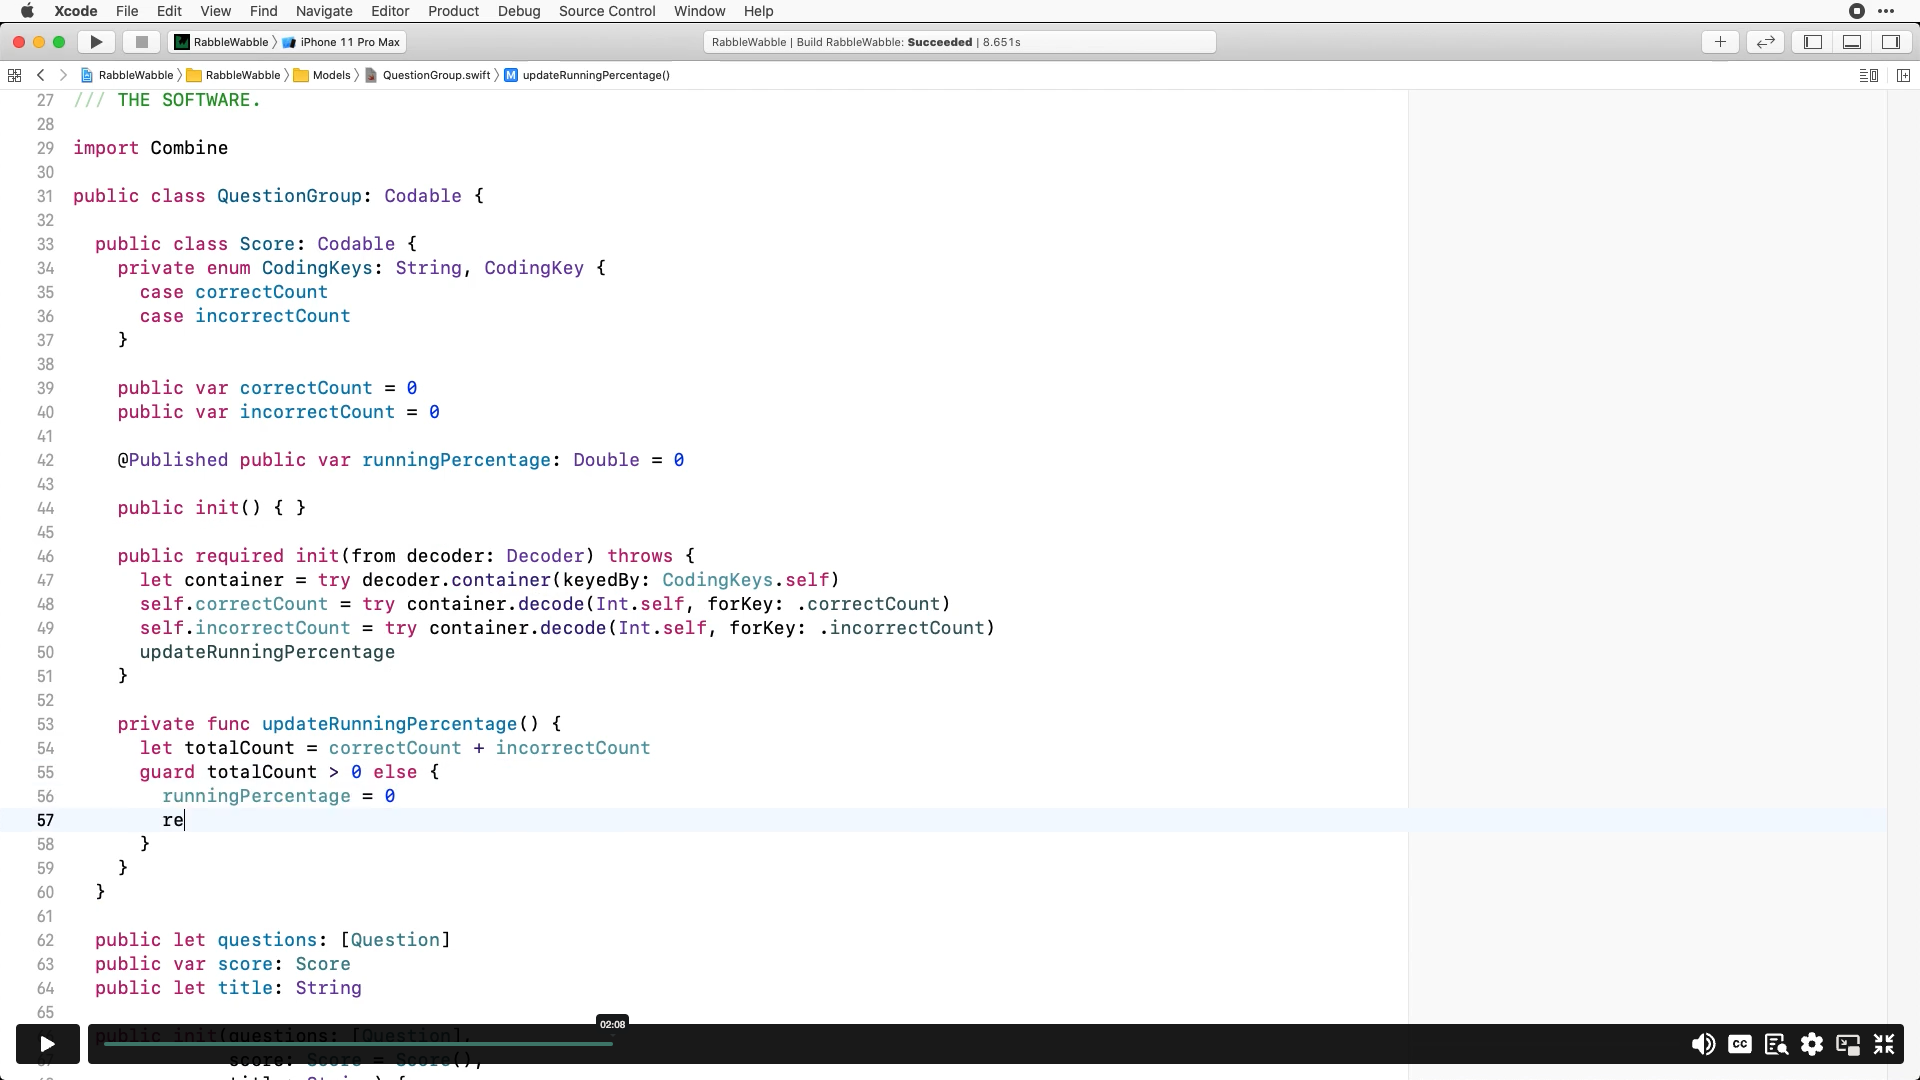 Xcode File Edit View Find Navigate Editor Product Debug Source Control Window Help
RabbleWabble iPhone 11 Pro Max RabbleWabble | Build RabbleWabble: Succeeded | 8.651s
RabbleWabble RabbleWabble Models QuestionGroup.swift M updateRunningPercentage()
27 /// THE SOFTWARE.
28
29 import Combine
30
31 public class QuestionGroup: Codable {
32
33 public class Score: Codable {
34 private enum CodingKeys: String, CodingKey {
35 case correctCount
36 case incorrectCount
37 }
38
39 public var correctCount = 0
40 public var incorrectCount = 0
41
42 @Published public var runningPercentage: Double = 0
43
44 public init() { }
45
46 public required init(from decoder: Decoder) throws {
47 let container = try decoder.container(keyedBy: CodingKeys.self)
48 self.correctCount = try container.decode(Int.self, forKey: .correctCount)
49 self.incorrectCount = try container.decode(Int.self, forKey: .incorrectCount)
50 updateRunningPercentage
51 }
52
53 private func updateRunningPercentage() {
54 let totalCount = correctCount + incorrectCount
55 guard totalCount > 0 else {
56 runningPercentage = 0
57 re
58 }
59 }
60 }
61
62 public let questions: [Question]
63 public var score: Score
64 public let title: String
65
02:08
public init(questions: [Question],
score: Score = Score(),
CC